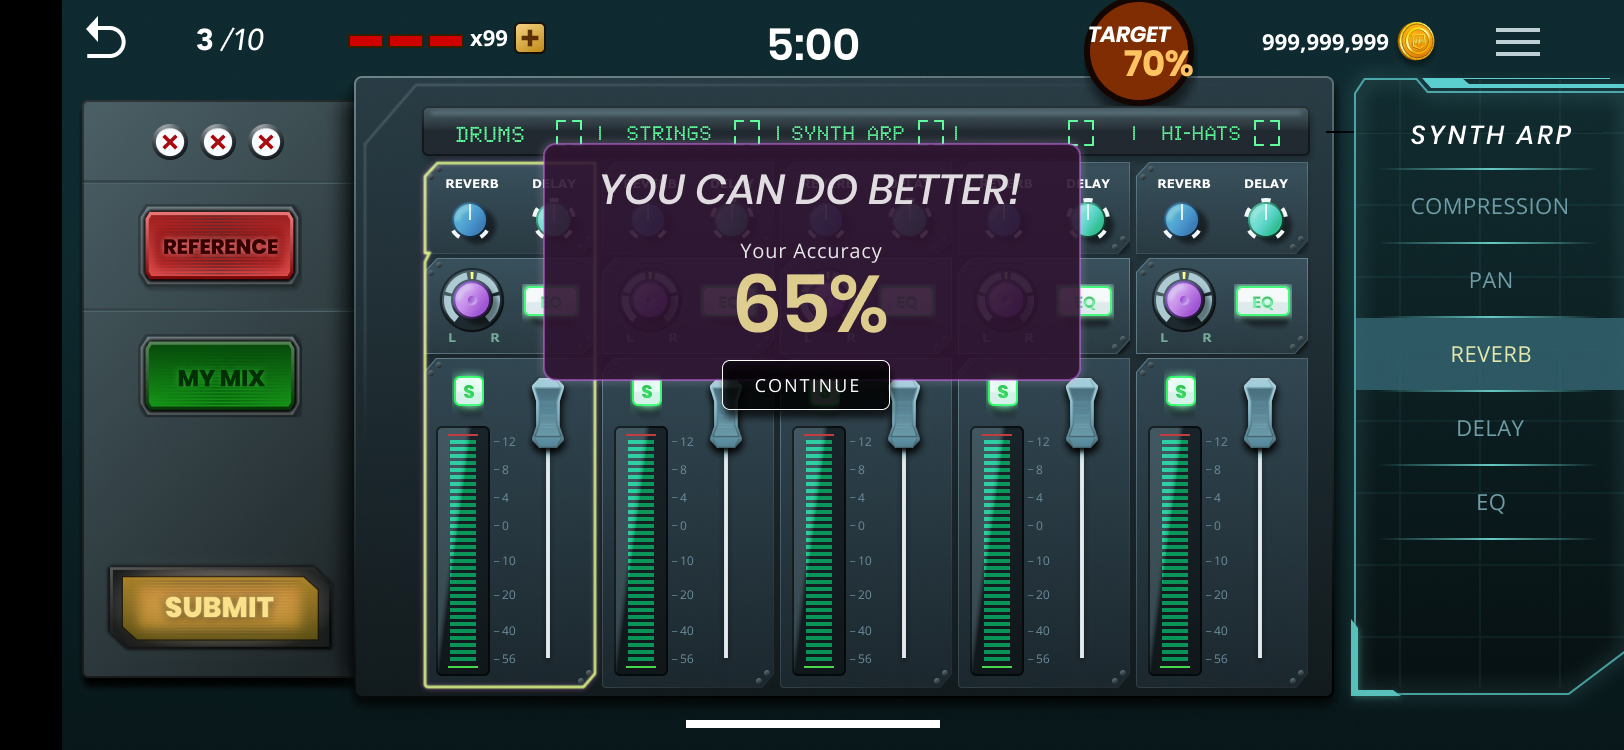 3 /10
x99
5:00
TARGET
70%
999,999,999
DRUMS
STRINGS
SYNTH ARP
HI-HATS
SYNTH ARP
COMPRESSION
PAN
REVERB
DELAY
EQ
REFERENCE
MY MIX
SUBMIT
YOU CAN DO BETTER!
Your Accuracy
65%
CONTINUE
REVERB DELAY
DELAY
REVERB DELAY
EQ
EQ
EQ
L R
L R
S
S
S
S
S
12
8
4
0
10
20
40
56
12
8
4
0
10
20
40
56
12
8
4
0
10
20
40
56
12
8
4
0
10
20
40
56
12
8
4
0
10
20
40
56